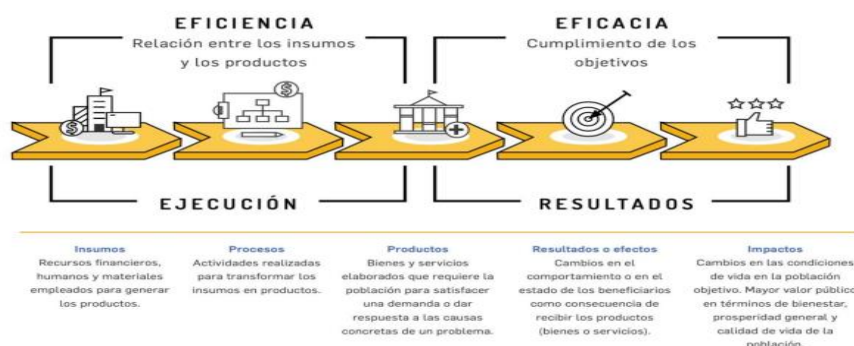 EFICIENCIA
Relación entre los insumos
y los productos
EFICACIA
Cumplimiento de los
objetivos
$
$
EJECUCIÓN
RESULTADOS
Insumos
Recursos financieros,
humanos y materiales
empleados para generar
los productos.
Procesos
Actividades realizadas
para transformar los
insumos en productos.
Productos
Bienes y servicios
elaborados que requiere la
población para satisfacer
una demanda o dar
respuesta a las causas
concretas de un problema.
Resultados o efectos
Cambios en el
comportamiento o en el
estado de los beneficiarios
como consecuencia de
recibir los productos
(bienes o servicios).
Impactos
Cambios en las condiciones
de vida en la población
objetivo. Mayor valor público
en términos de bienestar,
prosperidad general y
calidad de vida de la
población.